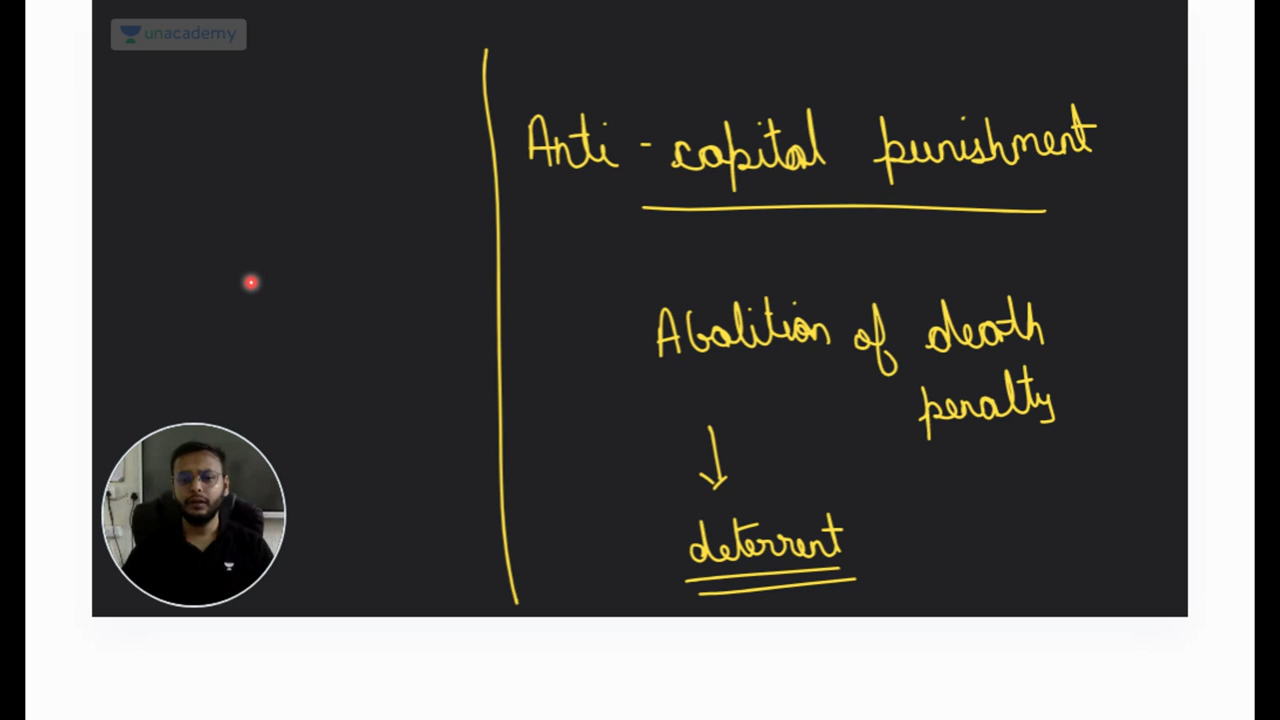 unacademy
Anti - capital punishment
Abolition of death
penalty
deterrent